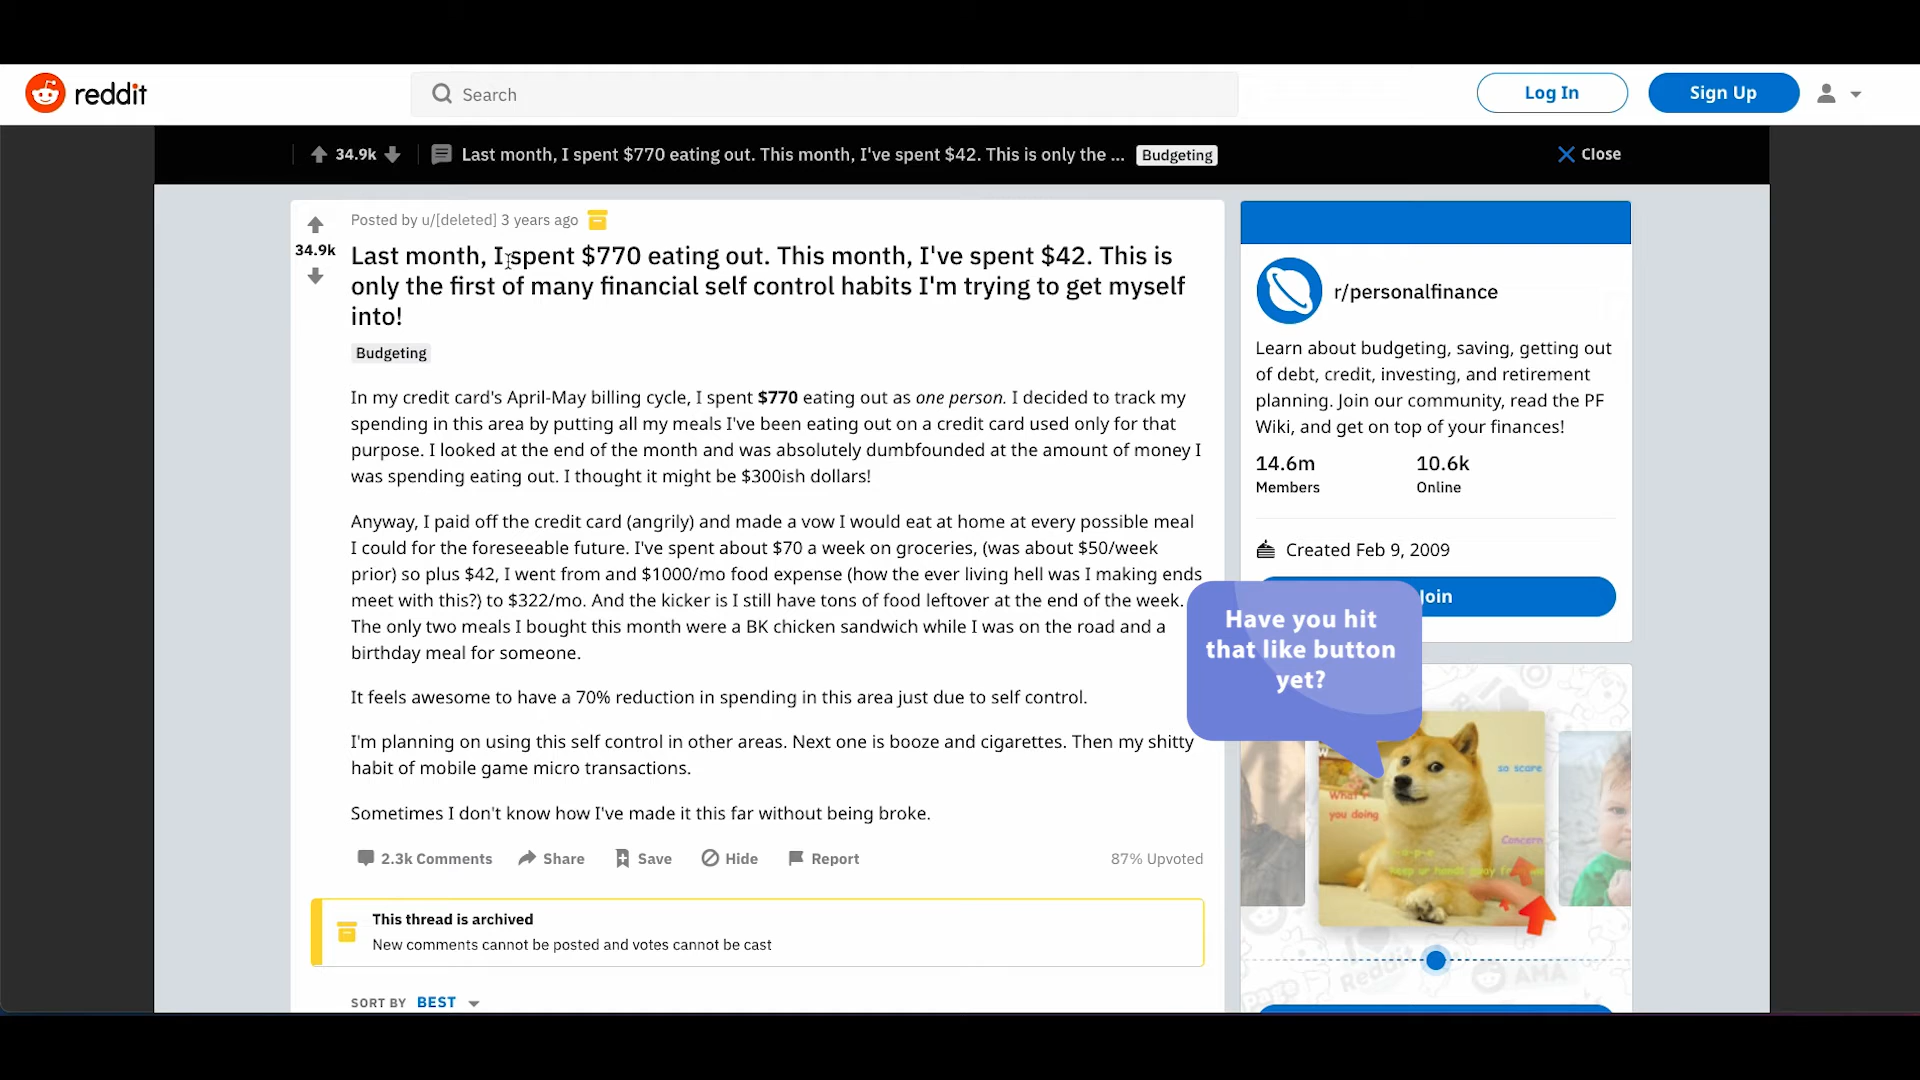 reddit
Search
Log In
Sign Up
34.9k
Last month, I spent $770 eating out. This month, I've spent $42. This is only the ...
Budgeting
Close
Posted by u/[deleted] 3 years ago
34.9k
Last month, I spent $770 eating out. This month, I've spent $42. This is
only the first of many financial self control habits I'm trying to get myself
into!
Budgeting
In my credit card's April-May billing cycle, I spent $770 eating out as one person. I decided to track my
spending in this area by putting all my meals I've been eating out on a credit card used only for that
purpose. I looked at the end of the month and was absolutely dumbfounded at the amount of money I
was spending eating out. I thought it might be $300ish dollars!
Anyway, I paid off the credit card (angrily) and made a vow I would eat at home at every possible meal
I could for the foreseeable future. I've spent about $70 a week on groceries, (was about $50/week
prior) so plus $42, I went from and $1000/mo food expense (how the ever living hell was I making ends
meet with this?) to $322/mo. And the kicker is I still have tons of food leftover at the end of the week.
The only two meals I bought this month were a BK chicken sandwich while I was on the road and a
birthday meal for someone.
It feels awesome to have a 70% reduction in spending in this area just due to self control.
I'm planning on using this self control in other areas. Next one is booze and cigarettes. Then my shitty
habit of mobile game micro transactions.
Sometimes I don't know how I've made it this far without being broke.
2.3k Comments
Share
Save
Hide
Report
87% Upvoted
This thread is archived
New comments cannot be posted and votes cannot be cast
SORT BY BEST
r/personalfinance
Learn about budgeting, saving, getting out
of debt, credit, investing, and retirement
planning. Join our community, read the PF
Wiki, and get on top of your finances!
14.6m
Members
10.6k
Online
Created Feb 9, 2009
Join
Have you hit
that like button
yet?
so scare
What r
you doing
Concern
Reddit
AMA